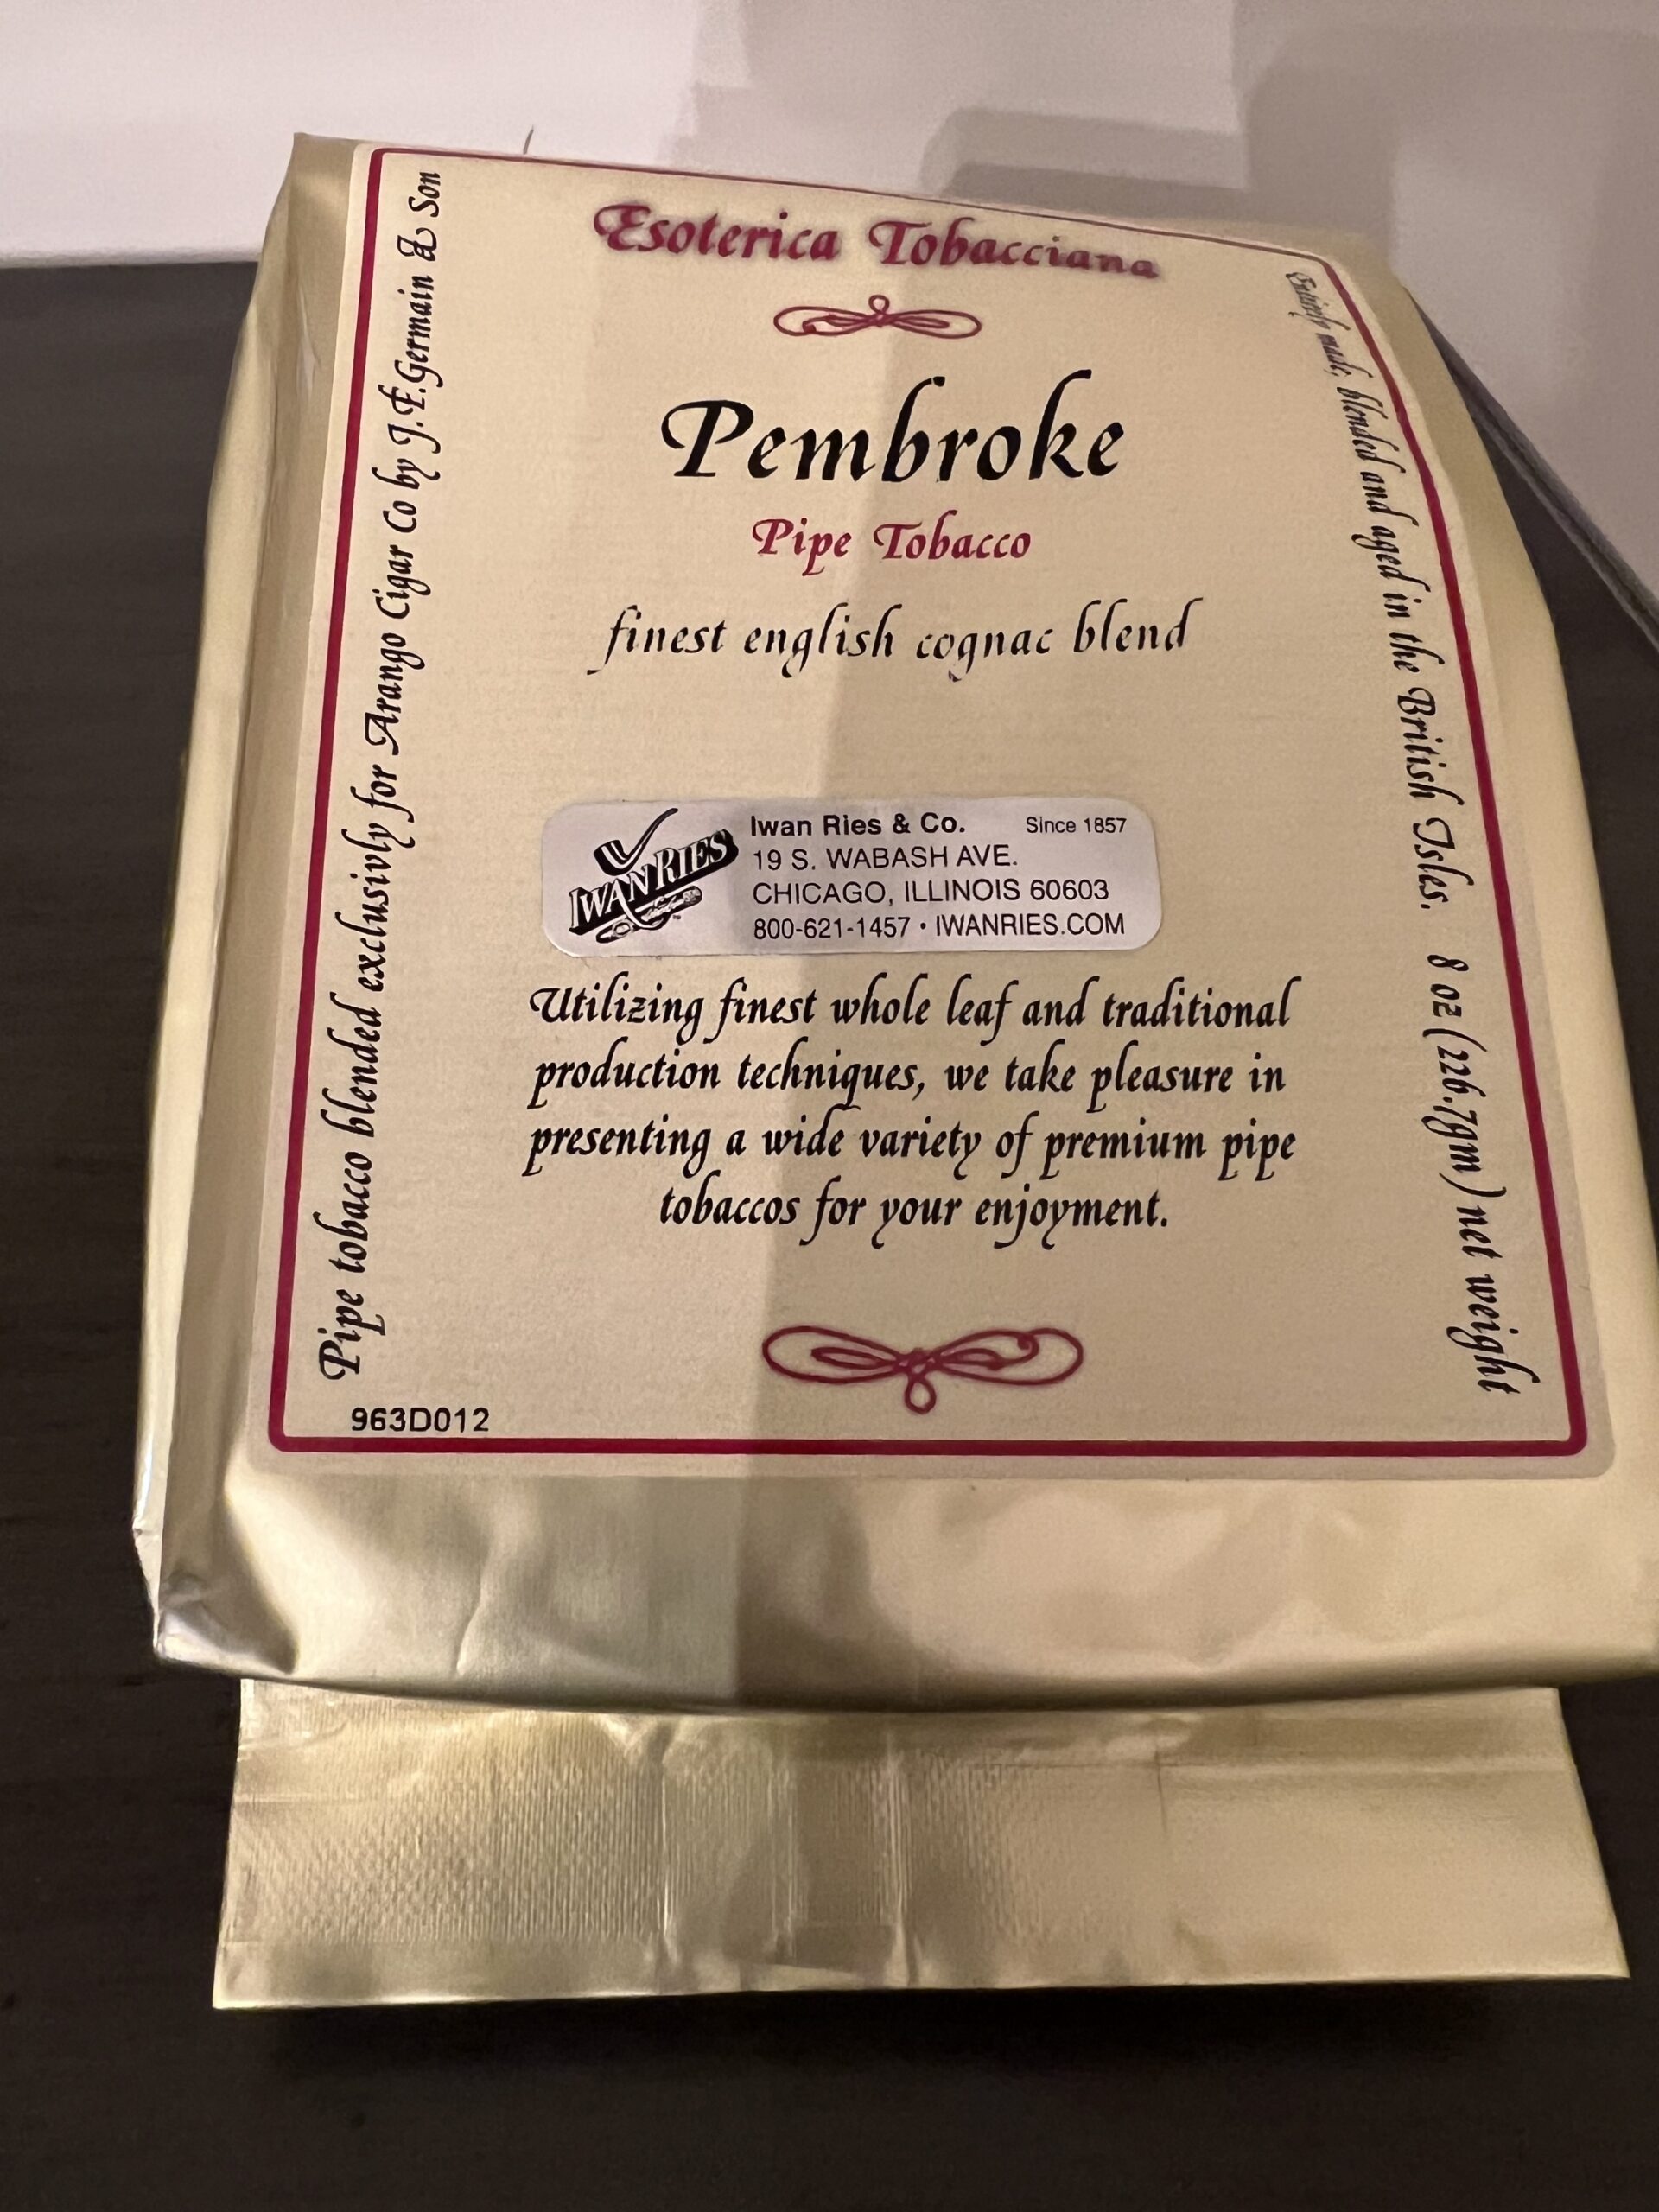 Esoterica Tobacciana
Pembroke
Pipe Tobacco
finest english cognac blend
IWAN RIES
™
Iwan Ries & Co. Since 1857
19 S. WABASH AVE.
CHICAGO, ILLINOIS 60603
800-621-1457 • IWANRIES.COM
Utilizing finest whole leaf and traditional
production techniques, we take pleasure in
presenting a wide variety of premium pipe
tobaccos for your enjoyment.
Pipe tobacco blended exclusivly for Arango Cigar Co by J.F.Germain & Son
Entirely made, blended and aged in the British Isles. 8 oz (226.7gm) net weight
963D012